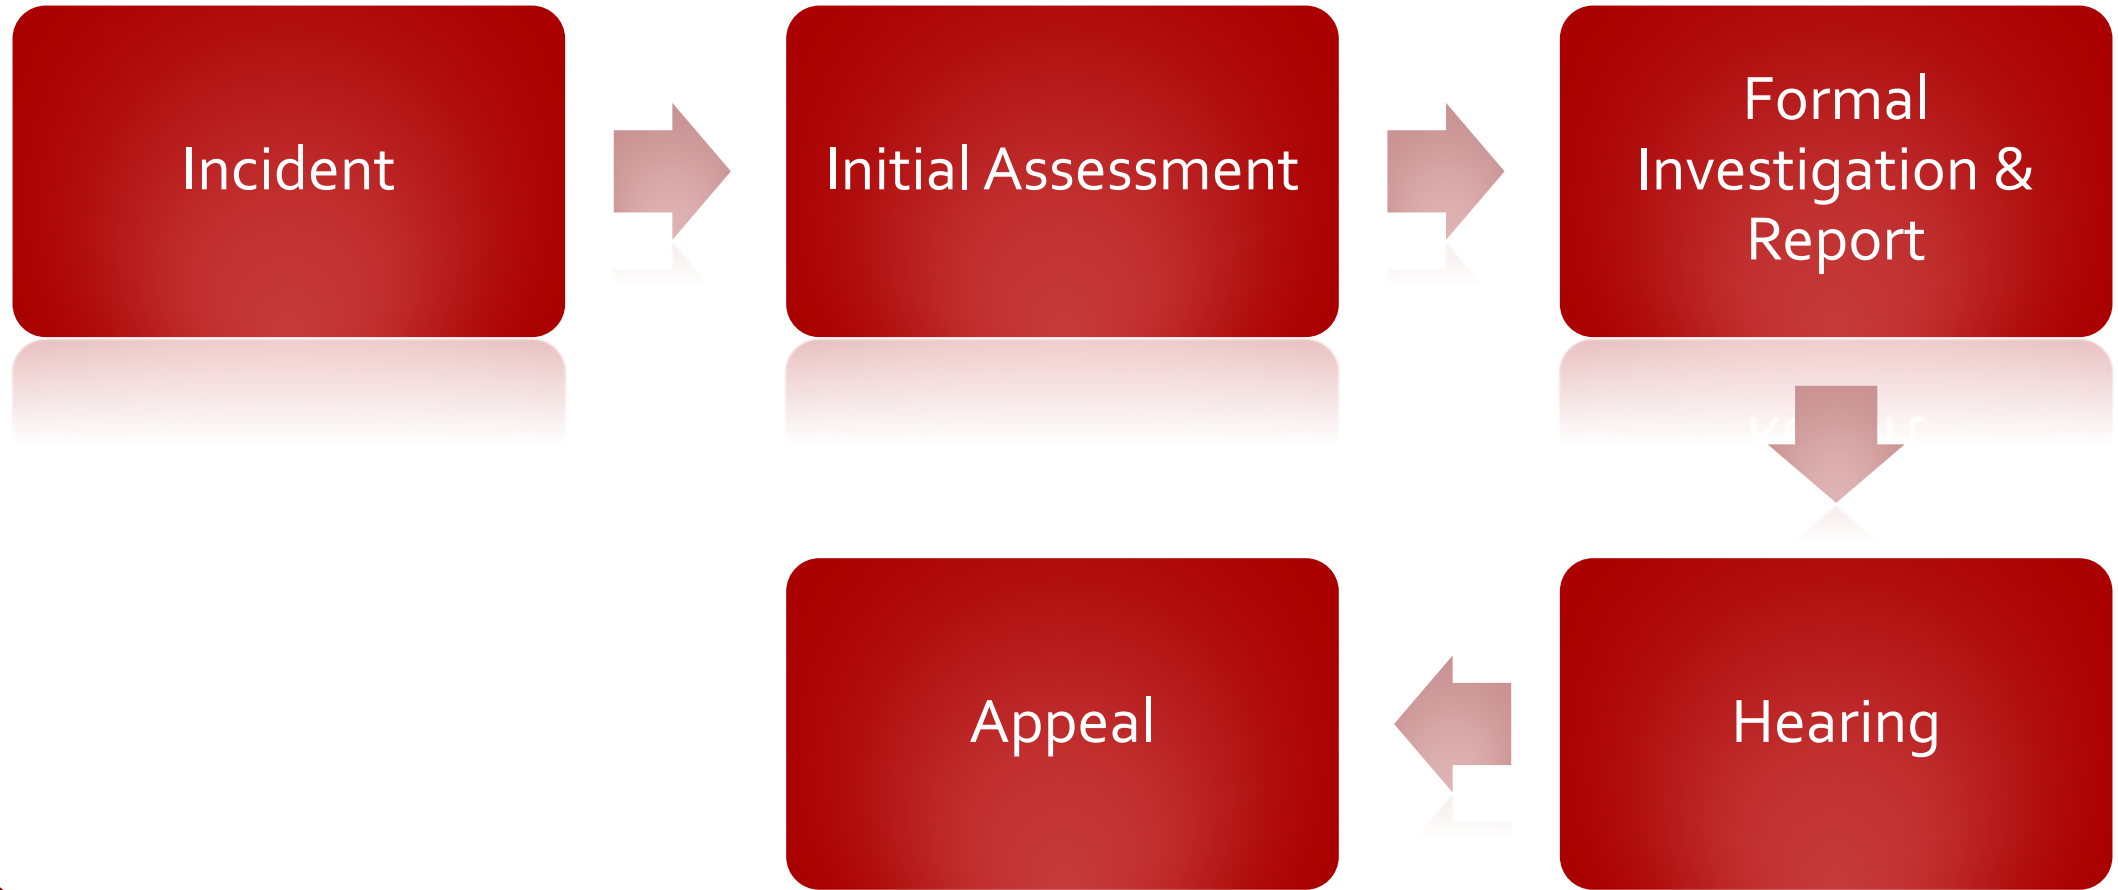 Incident
Initial Assessment
Formal
Investigation &
Report
Hearing
Appeal